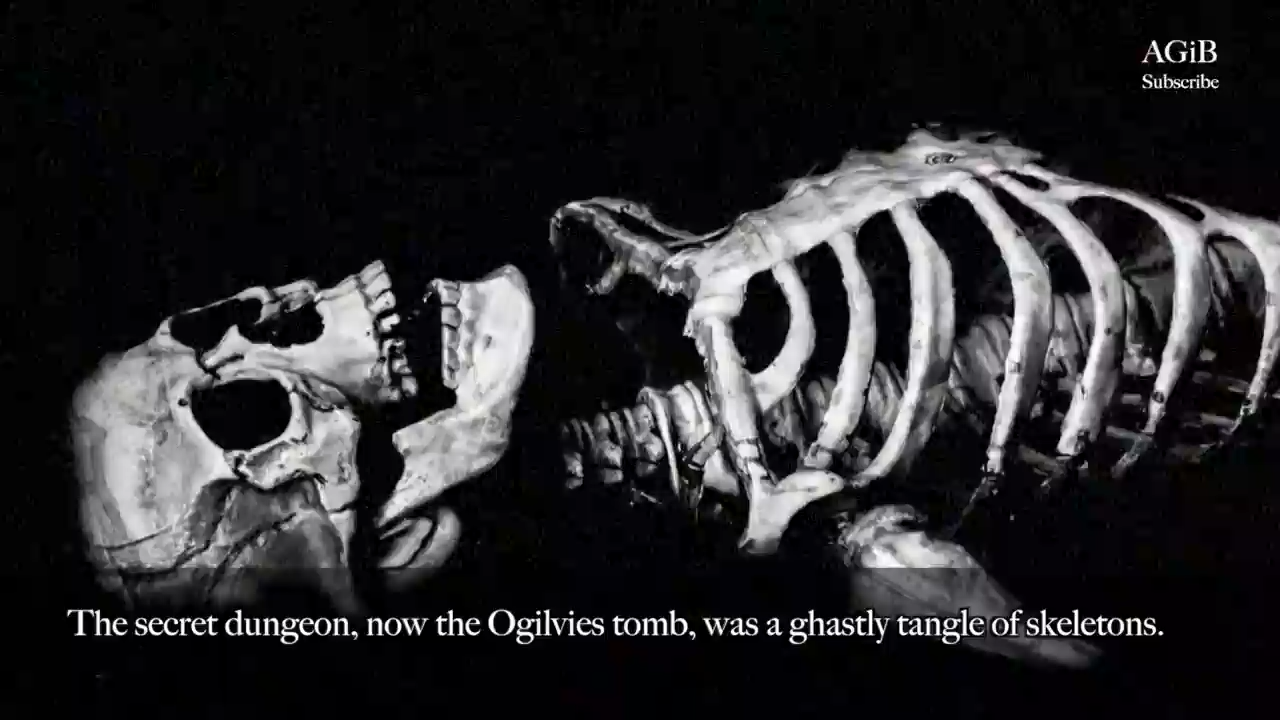 AGiB
Subscribe
The secret dungeon, now the Ogilvies tomb, was a ghastly tangle of skeletons.